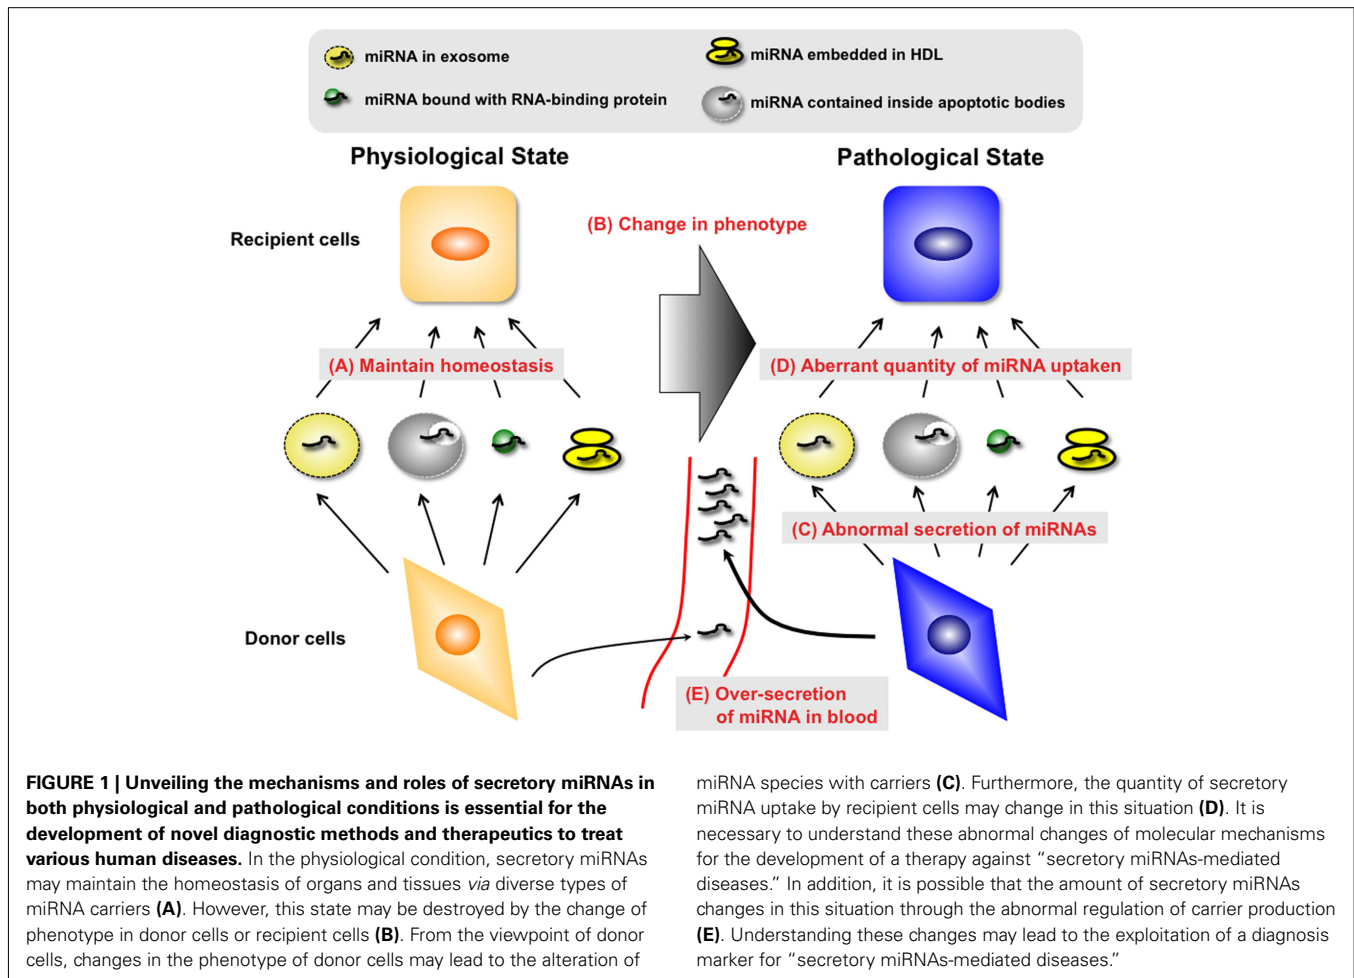 miRNA in exosome
miRNA embedded in HDL
miRNA bound with RNA-binding protein
miRNA contained inside apoptotic bodies
Physiological State
Pathological State
Recipient cells
(B) Change in phenotype
(A) Maintain homeostasis
(D) Aberrant quantity of miRNA uptaken
(C) Abnormal secretion of miRNAs
Donor cells
(E) Over-secretion
of miRNA in blood
FIGURE 1 | Unveiling the mechanisms and roles of secretory miRNAs in
both physiological and pathological conditions is essential for the
development of novel diagnostic methods and therapeutics to treat
various human diseases. In the physiological condition, secretory miRNAs
may maintain the homeostasis of organs and tissues via diverse types of
miRNA carriers (A). However, this state may be destroyed by the change of
phenotype in donor cells or recipient cells (B). From the viewpoint of donor
cells, changes in the phenotype of donor cells may lead to the alteration of
miRNA species with carriers (C). Furthermore, the quantity of secretory
miRNA uptake by recipient cells may change in this situation (D). It is
necessary to understand these abnormal changes of molecular mechanisms
for the development of a therapy against “secretory miRNAs-mediated
diseases.” In addition, it is possible that the amount of secretory miRNAs
changes in this situation through the abnormal regulation of carrier production
(E). Understanding these changes may lead to the exploitation of a diagnosis
marker for “secretory miRNAs-mediated diseases.”